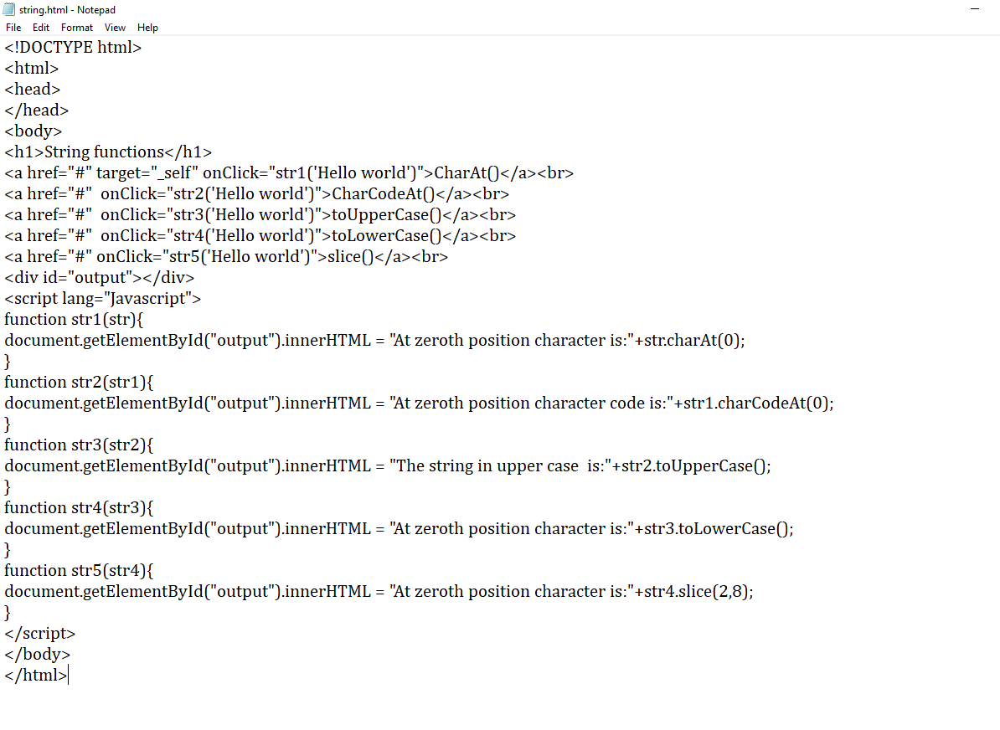 string.html - Notepad
File Edit Format View Help
<!DOCTYPE html>
<html>
<head>
</head>
<body>
<h1>String functions</h1>
<a href="#" target="_self" onClick="str1('Hello world')">CharAt()</a><br>
<a href="#"  onClick="str2('Hello world')">CharCodeAt()</a><br>
<a href="#"  onClick="str3('Hello world')">toUpperCase()</a><br>
<a href="#"  onClick="str4('Hello world')">toLowerCase()</a><br>
<a href="#" onClick="str5('Hello world')">slice()</a><br>
<div id="output"></div>
<script lang="Javascript">
function str1(str){
document.getElementById("output").innerHTML = "At zeroth position character is:"+str.charAt(0);
}
function str2(str1){
document.getElementById("output").innerHTML = "At zeroth position character code is:"+str1.charCodeAt(0);
}
function str3(str2){
document.getElementById("output").innerHTML = "The string in upper case  is:"+str2.toUpperCase();
}
function str4(str3){
document.getElementById("output").innerHTML = "At zeroth position character is:"+str3.toLowerCase();
}
function str5(str4){
document.getElementById("output").innerHTML = "At zeroth position character is:"+str4.slice(2,8);
}
</script>
</body>
</html>